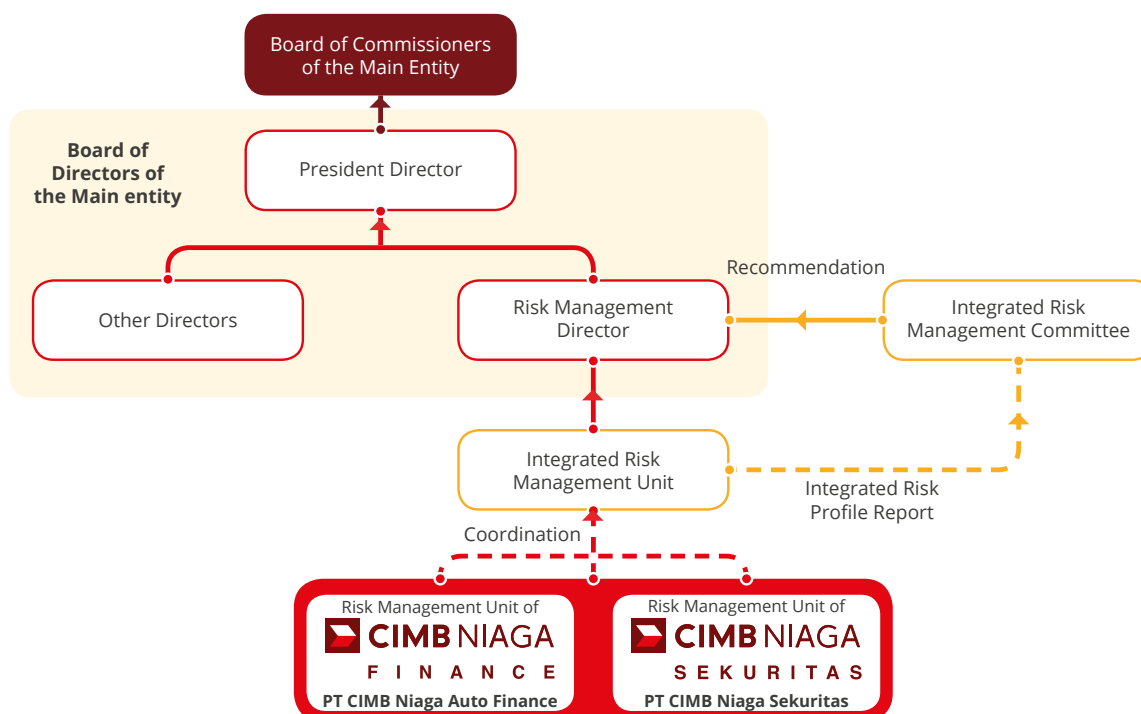 Board of Commissioners
of the Main Entity
Board of
Directors of
the Main entity
President Director
Other Directors
Risk Management
Director
Recommendation
Integrated Risk
Management Committee
Integrated Risk
Management Unit
Integrated Risk
Profile Report
Coordination
Risk Management Unit of
CIMB NIAGA
FINANCE
PT CIMB Niaga Auto Finance
Risk Management Unit of
CIMB NIAGA
SEKURITAS
PT CIMB Niaga Sekuritas